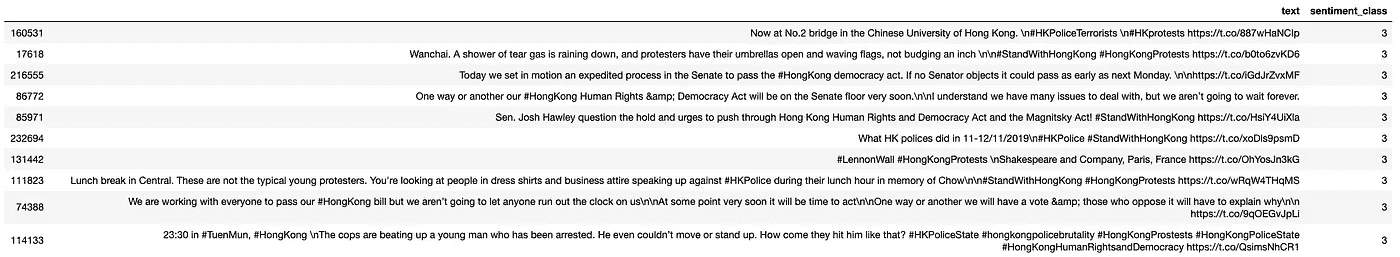 text sentiment_class
160531 Now at No.2 bridge in the Chinese University of Hong Kong. \n#HKPoliceTerrorists \n#HKprotests https://t.co/887wHaNClp 3
17618 Wanchai. A shower of tear gas is raining down, and protesters have their umbrellas open and waving flags, not budging an inch \n\n#StandWithHongKong #HongKongProtests https://t.co/b0to6zvKD6 3
216555 Today we set in motion an expedited process in the Senate to pass the #HongKong democracy act. If no Senator objects it could pass as early as next Monday. \n\nhttps://t.co/iGdJrZvxMF 3
86772 One way or another our #HongKong Human Rights &amp; Democracy Act will be on the Senate floor very soon.\n\nI understand we have many issues to deal with, but we aren't going to wait forever. 3
85971 Sen. Josh Hawley question the hold and urges to push through Hong Kong Human Rights and Democracy Act and the Magnitsky Act! #StandWithHongKong https://t.co/HsiY4UiXla 3
232694 What HK polices did in 11-12/11/2019\n#HKPolice #StandWithHongKong https://t.co/xoDls9psmD 3
131442 #LennonWall #HongKongProtests \nShakespeare and Company, Paris, France https://t.co/OhYosJn3kG 3
111823 Lunch break in Central. These are not the typical young protesters. You're looking at people in dress shirts and business attire speaking up against #HKPolice during their lunch hour in memory of Chow\n\n#StandWithHongKong #HongKongProtests https://t.co/wRqW4THqMS 3
74388 We are working with everyone to pass our #HongKong bill but we aren't going to let anyone run out the clock on us\n\nAt some point very soon it will be time to act\n\nOne way or another we will have a vote &amp; those who oppose it will have to explain why\n\n 3
https://t.co/9qOEGvJpLi
114133 23:30 in #TuenMun, #HongKong \nThe cops are beating up a young man who has been arrested. He even couldn't move or stand up. How come they hit him like that? #HKPoliceState #hongkongpolicebrutality #HongKongProstests #HongKongPoliceState 3
#HongKongHumanRightsandDemocracy https://t.co/QsimsNhCR1